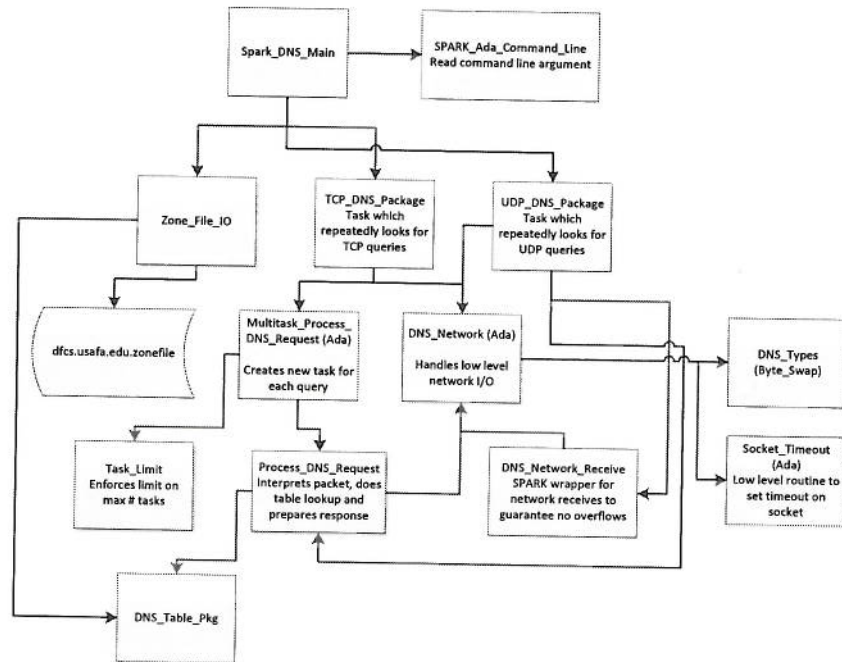 Spark_DNS_Main
SPARK_Ada_Command_Line
Read command line argument
Zone_File_IO
TCP_DNS_Package
Task which
repeatedly looks for
TCP queries
UDP_DNS_Package
Task which
repeatedly looks for
UDP queries
dfcs.usafa.edu.zonefile
Multitask_Process_
DNS_Request (Ada)
Creates new task for
each query
DNS_Network (Ada)
Handles low level
network I/O
DNS_Types
(Byte_Swap)
Task_Limit
Enforces limit on
max # tasks
Process_DNS_Request
Interprets packet, does
table lookup and
prepares response
DNS_Network_Receive
SPARK wrapper for
network receives to
guarantee no overflows
Socket_Timeout
(Ada)
Low level routine to
set timeout on
socket
DNS_Table_Pkg